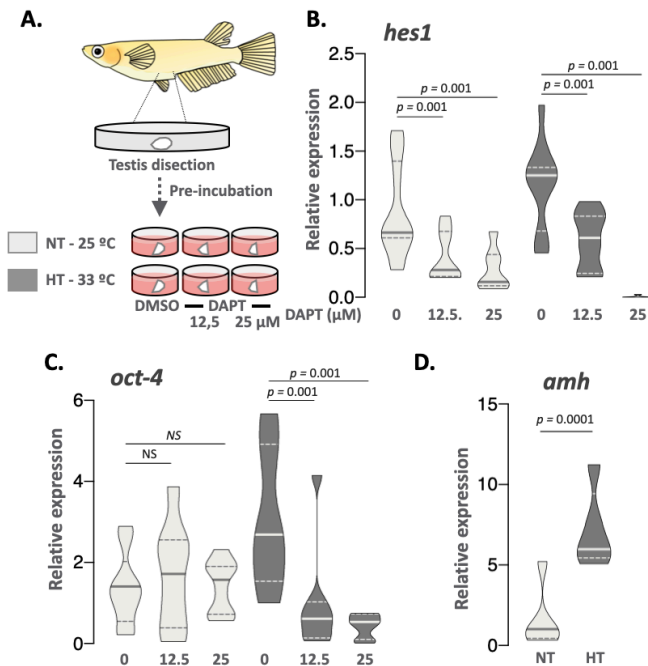 A.
Testis disection
Pre-incubation
NT - 25 ºC
HT - 33 ºC
DMSO DAPT
12,5 25 µM
B.
hes1
Relative expression
2.5
2.0
1.5
1.0
0.5
0.0
p = 0.001
p = 0.001
p = 0.001
p = 0.001
DAPT (µM) 0 12.5. 25 0 12.5 25
C.
oct-4
Relative expression
6
4
2
0
NS
NS
p = 0.001
p = 0.001
0 12.5 25 0 12.5 25
D.
amh
Relative expression
15
10
5
0
p = 0.0001
NT HT